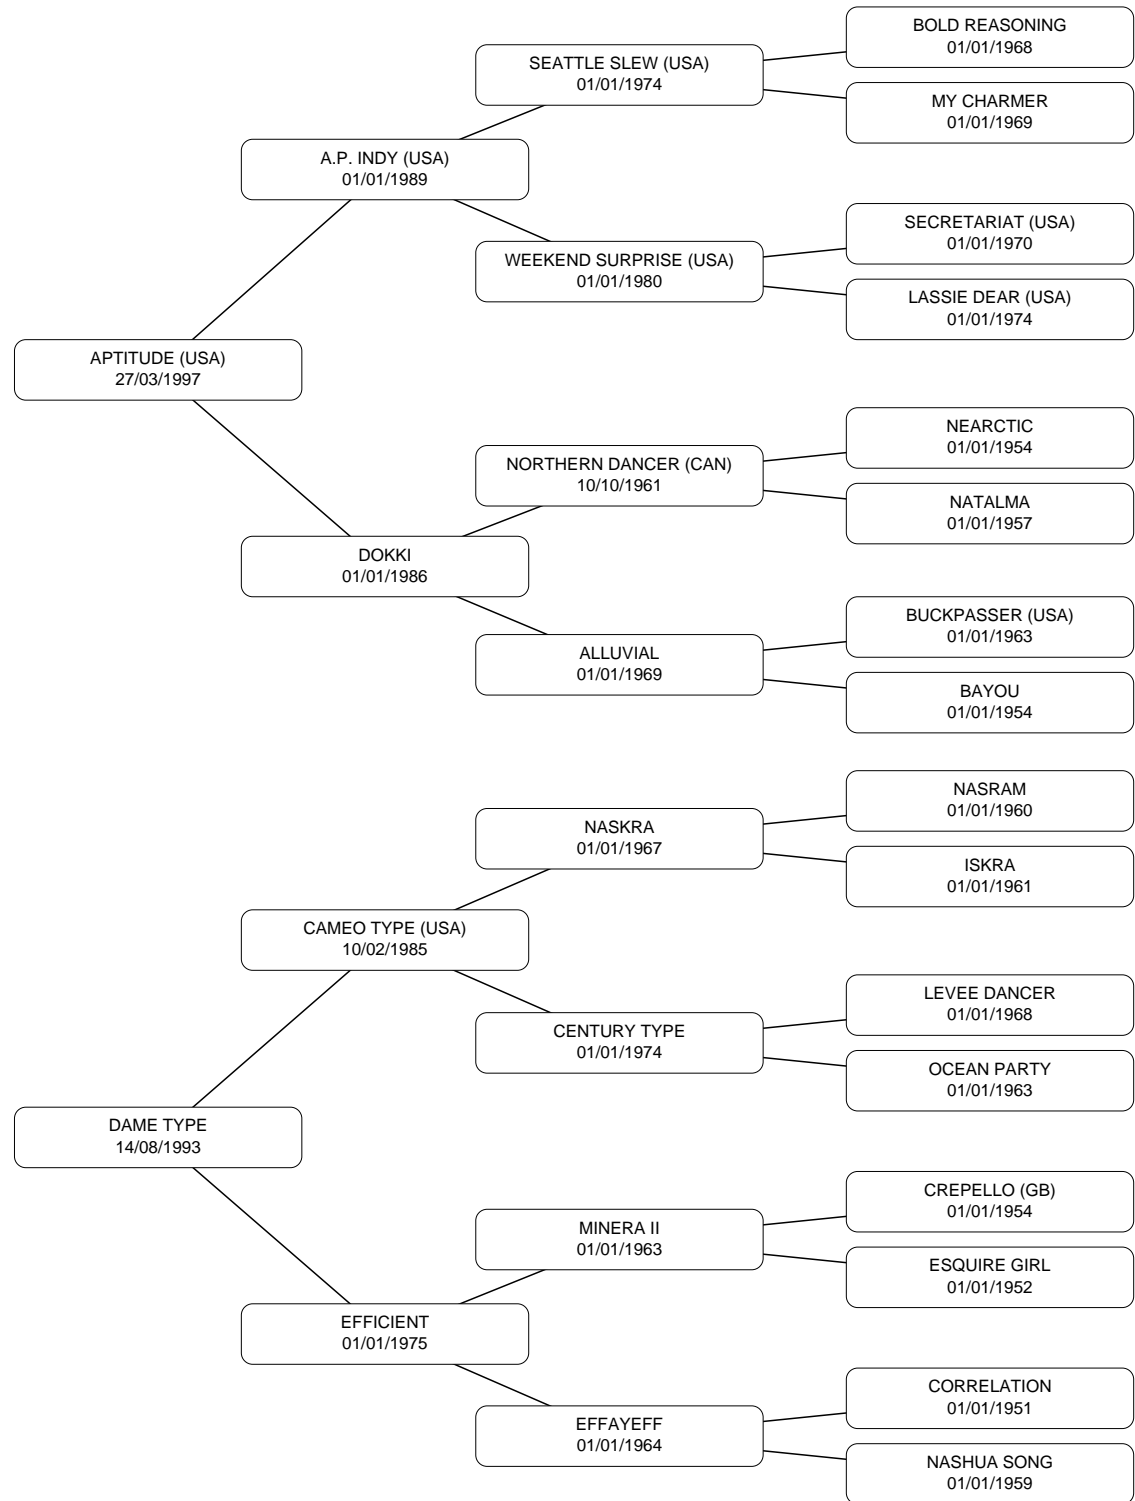 BOLD REASONING
01/01/1968
SEATTLE SLEW (USA)
01/01/1974
MY CHARMER
01/01/1969
A.P. INDY (USA)
01/01/1989
SECRETARIAT (USA)
01/01/1970
WEEKEND SURPRISE (USA)
01/01/1980
LASSIE DEAR (USA)
01/01/1974
APTITUDE (USA)
27/03/1997
NEARCTIC
01/01/1954
NORTHERN DANCER (CAN)
10/10/1961
NATALMA
01/01/1957
DOKKI
01/01/1986
BUCKPASSER (USA)
01/01/1963
ALLUVIAL
01/01/1969
BAYOU
01/01/1954
NASRAM
01/01/1960
NASKRA
01/01/1967
ISKRA
01/01/1961
CAMEO TYPE (USA)
10/02/1985
LEVEE DANCER
01/01/1968
CENTURY TYPE
01/01/1974
OCEAN PARTY
01/01/1963
DAME TYPE
14/08/1993
CREPELLO (GB)
01/01/1954
MINERA II
01/01/1963
ESQUIRE GIRL
01/01/1952
EFFICIENT
01/01/1975
CORRELATION
01/01/1951
EFFAYEFF
01/01/1964
NASHUA SONG
01/01/1959